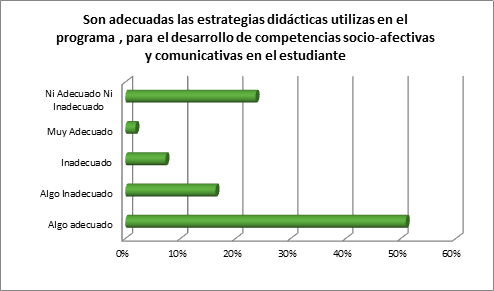 Son adecuadas las estrategias didácticas utilizas en el
programa , para el desarrollo de competencias socio-afectivas
y comunicativas en el estudiante
Ni Adecuado Ni
Inadecuado
Muy Adecuado
Inadecuado
Algo Inadecuado
Algo adecuado
0% 10% 20% 30% 40% 50% 60%